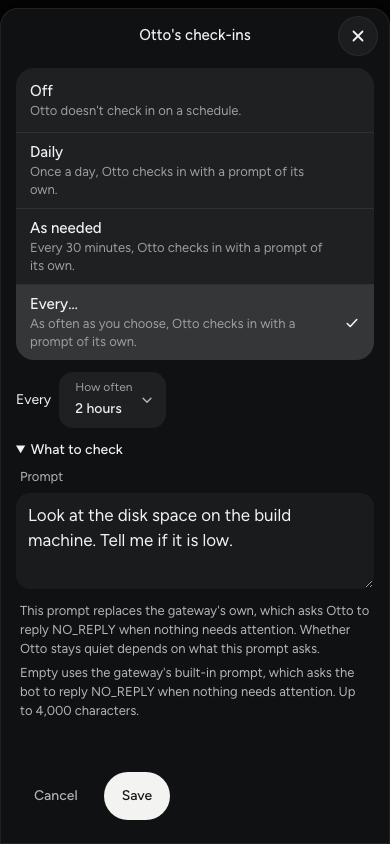 Otto's check-ins
Off
Otto doesn't check in on a schedule.
Daily
Once a day, Otto checks in with a prompt of its
own.
As needed
Every 30 minutes, Otto checks in with a prompt of
its own.
Every...
As often as you choose, Otto checks in with a
prompt of its own.
Every
How often
2 hours
What to check
Prompt
Look at the disk space on the build
machine. Tell me if it is low.
This prompt replaces the gateway's own, which asks Otto to
reply NO_REPLY when nothing needs attention. Whether
Otto stays quiet depends on what this prompt asks.
Empty uses the gateway's built-in prompt, which asks the
bot to reply NO_REPLY when nothing needs attention. Up
to 4,000 characters.
Cancel
Save